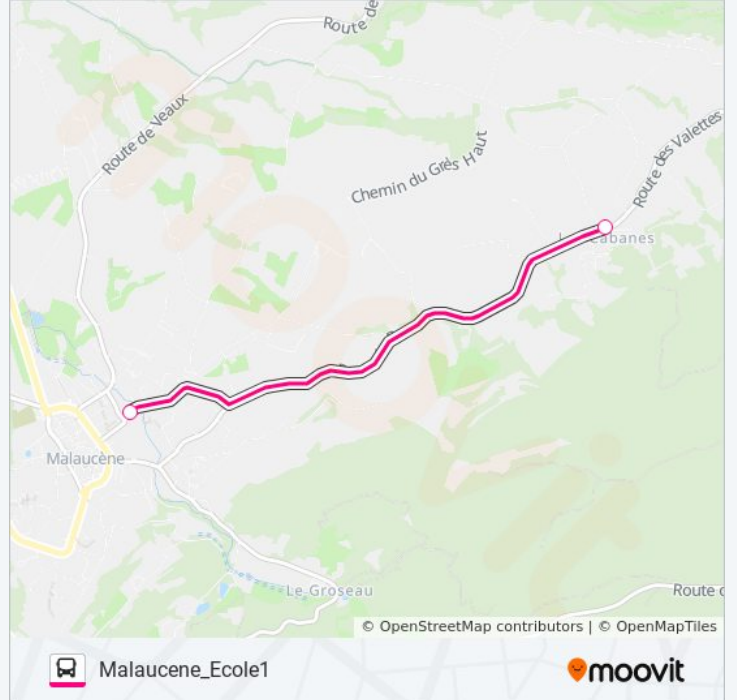 Route de
Route de Veaux
Chemin du Grès Haut
Route des Valettes
Cabanes
Malaucène
Le Groseau
Route
© OpenStreetMap contributors | © OpenMapTiles
Malaucene_Ecole1
moovit